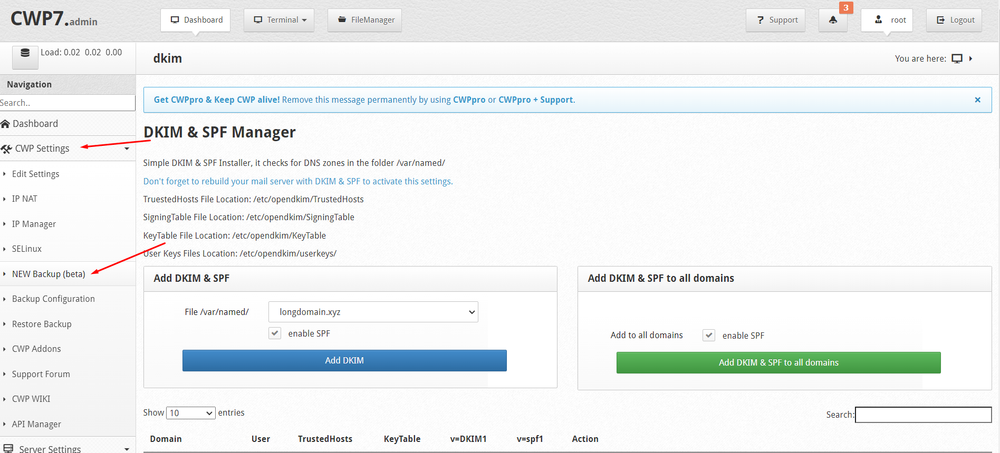 CWP7.admin
Dashboard
Terminal
FileManager
? Support
3
root
Logout
Load: 0.02 0.02 0.00
dkim
You are here:
Navigation
Search..
Dashboard
CWP Settings
Edit Settings
IP NAT
IP Manager
SELinux
NEW Backup (beta)
Backup Configuration
Restore Backup
CWP Addons
Support Forum
CWP WIKI
API Manager
Server Settings
Get CWPpro & Keep CWP alive! Remove this message permanently by using CWPpro or CWPpro + Support.
×
DKIM & SPF Manager
Simple DKIM & SPF Installer, it checks for DNS zones in the folder /var/named/
Don't forget to rebuild your mail server with DKIM & SPF to activate this settings.
TruestedHosts File Location: /etc/opendkim/TrustedHosts
SigningTable File Location: /etc/opendkim/SigningTable
KeyTable File Location: /etc/opendkim/KeyTable
User Keys Files Location: /etc/opendkim/userkeys/
Add DKIM & SPF
File /var/named/
longdomain.xyz
enable SPF
Add DKIM
Add DKIM & SPF to all domains
Add to all domains
enable SPF
Add DKIM & SPF to all domains
Show 10 entries
Search:
Domain User TrustedHosts KeyTable v=DKIM1 v=spf1 Action